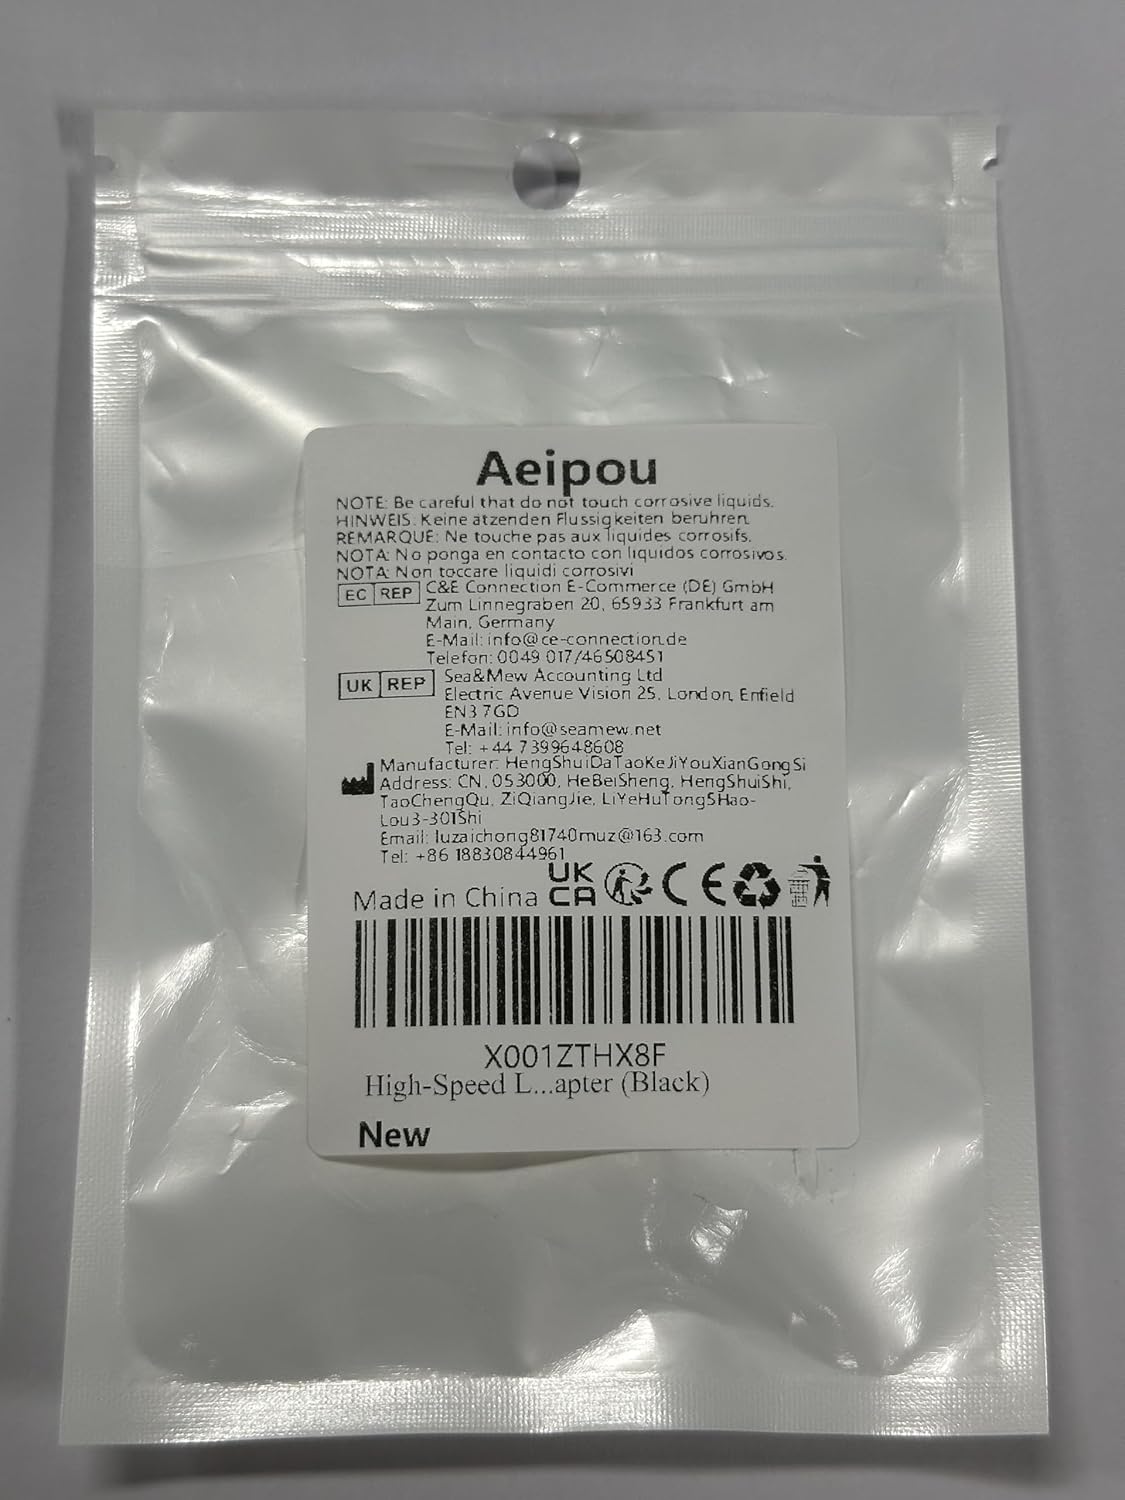 Aeipou
NOTE: Be careful that do not touch corrosive liquids.
HINWEIS: Keine atzenden Flussigkeiten beruhren.
REMARQUE: Ne touche pas aux liquides corrosifs.
NOTA: No ponga en contacto con liquidos corrosivos.
NOTA: Non toccare liquidi corrosivi
EC REP C&E Connection E-Commerce (DE) GmbH
Zum Linnegraben 20, 65933 Frankfurt am
Main, Germany
E-Mail: info@ce-connection.de
Telefon: 0049 017/46508451
UK REP Sea&Mew Accounting Ltd
Electric Avenue Vision 25, London, Enfield
EN3 7GD
E-Mail: info@seamew.net
Tel: +44 7399648608
Manufacturer: HengShuiDaTaoKeJiYouXianGongSi
Address: CN, 053000, HeBeiSheng, HengShuiShi,
TaoChengQu, ZiQiangJie, LiYeHuTong5Hao-
Lou3-301Shi
Email: luzaichong81740muz@163.com
Tel: +86 18830844961
Made in China UK CA CE
X001ZTHX8F
High-Speed L...apter (Black)
New